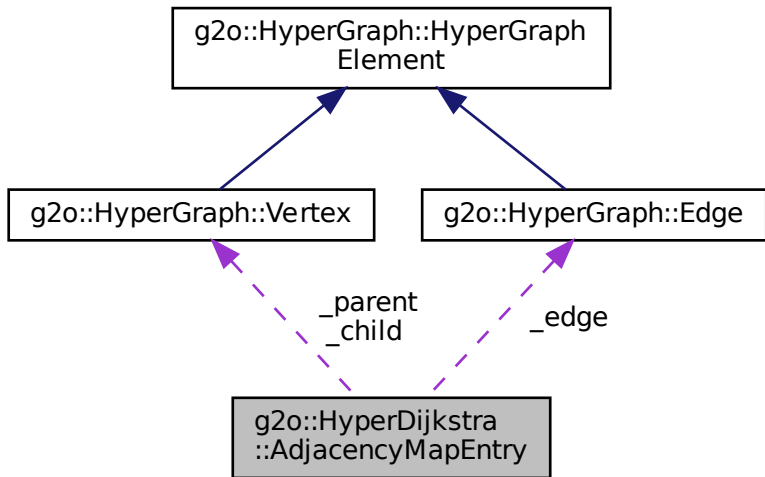 g2o::HyperGraph::HyperGraph
Element
g2o::HyperGraph::Vertex
g2o::HyperGraph::Edge
_parent
_child
_edge
g2o::HyperDijkstra
::AdjacencyMapEntry